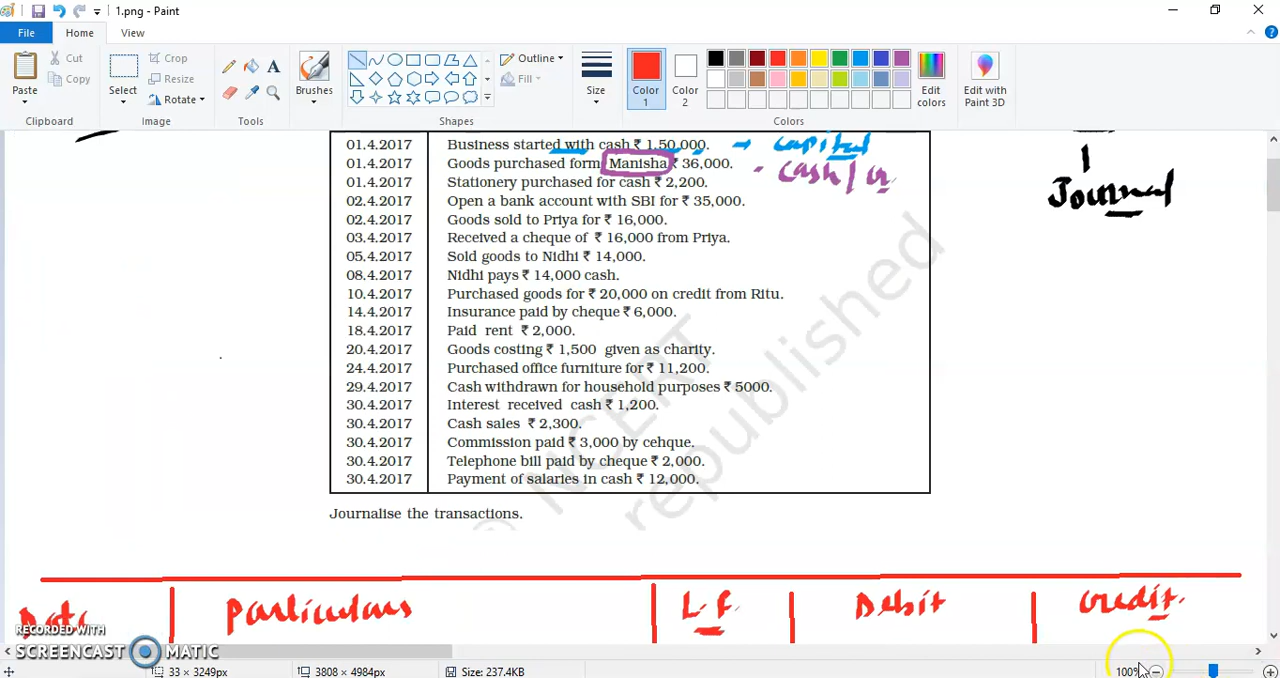 1.png - Paint
File Home View
Paste Cut Copy Select Crop Resize Rotate Brushes Outline Fill Size Color 1 Color 2 Edit colors Edit with Paint 3D
Clipboard Image Tools Shapes Colors
01.4.2017 Business started with cash ₹ 1,50,000. → capital
01.4.2017 Goods purchased form Manisha ₹ 36,000. - cash / cr
01.4.2017 Stationery purchased for cash ₹ 2,200.
Journal
02.4.2017 Open a bank account with SBI for ₹ 35,000.
02.4.2017 Goods sold to Priya for ₹ 16,000.
03.4.2017 Received a cheque of ₹ 16,000 from Priya.
05.4.2017 Sold goods to Nidhi ₹ 14,000.
08.4.2017 Nidhi pays ₹ 14,000 cash.
10.4.2017 Purchased goods for ₹ 20,000 on credit from Ritu.
14.4.2017 Insurance paid by cheque ₹ 6,000.
18.4.2017 Paid rent ₹ 2,000.
20.4.2017 Goods costing ₹ 1,500 given as charity.
24.4.2017 Purchased office furniture for ₹ 11,200.
29.4.2017 Cash withdrawn for household purposes ₹ 5000.
30.4.2017 Interest received cash ₹ 1,200.
30.4.2017 Cash sales ₹ 2,300.
30.4.2017 Commission paid ₹ 3,000 by cehque.
30.4.2017 Telephone bill paid by cheque ₹ 2,000.
30.4.2017 Payment of salaries in cash ₹ 12,000.
© NCERT
republished
Journalise the transactions.
Date Particulars L.F. Debit Credit.
RECORDED WITH
SCREENCAST MATIC
33 × 3249px 3808 × 4984px Size: 237.4KB 100%